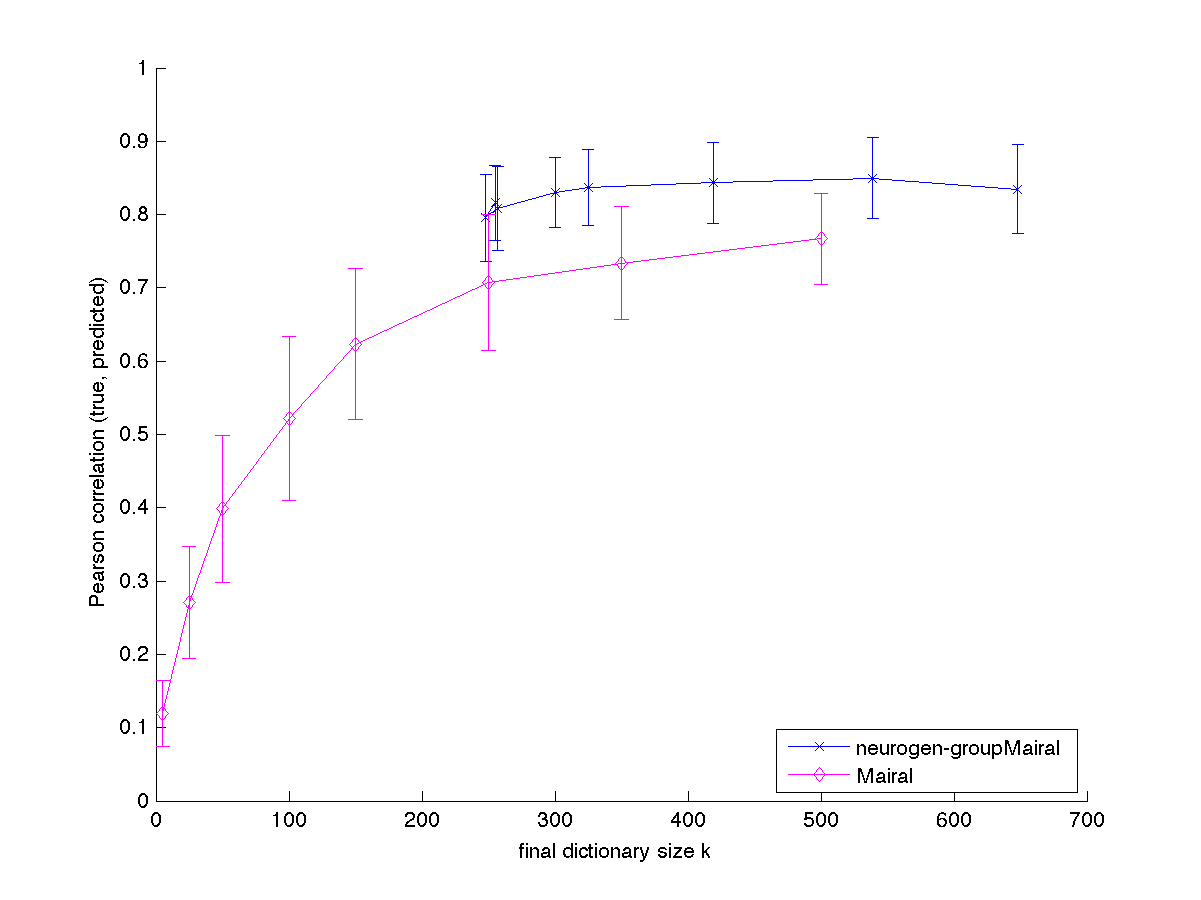 1
0.9
0.8
0.7
0.6
0.5
0.4
0.3
0.2
0.1
0
Pearson correlation (true, predicted)
neurogen-groupMairal
Mairal
0 100 200 300 400 500 600 700
final dictionary size k